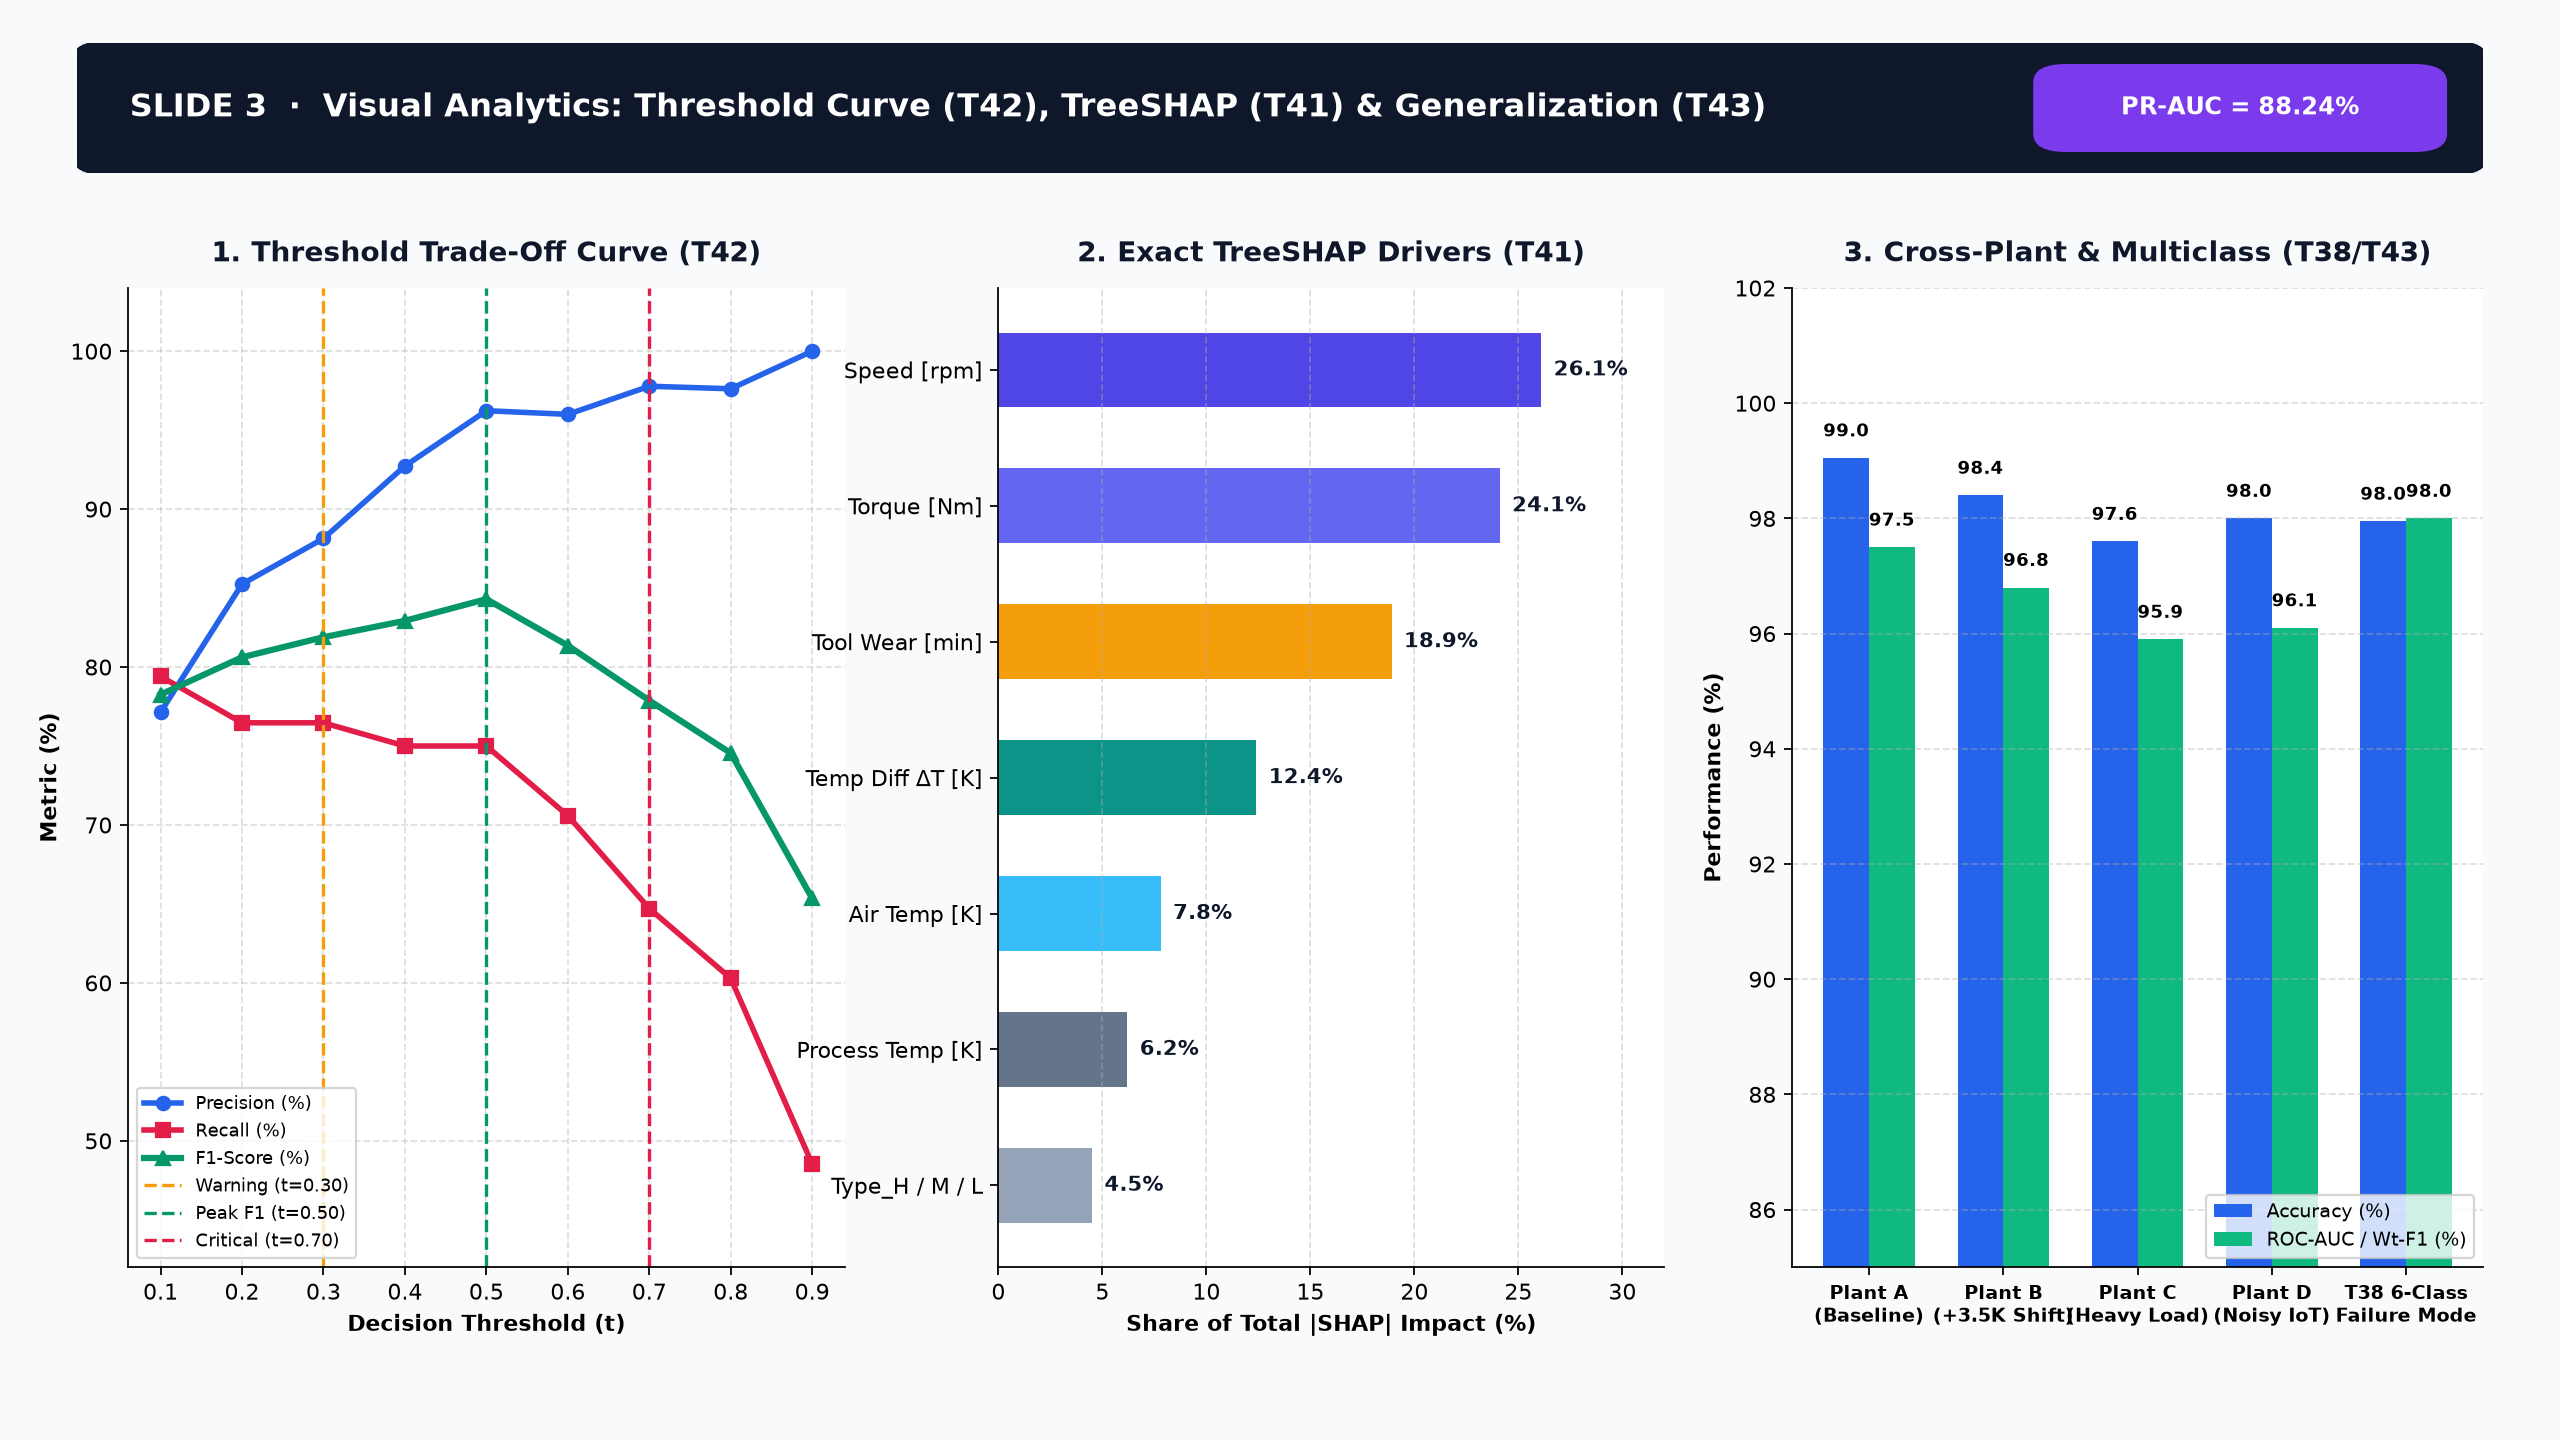 SLIDE 3 · Visual Analytics: Threshold Curve (T42), TreeSHAP (T41) & Generalization (T43)
PR-AUC = 88.24%
1. Threshold Trade-Off Curve (T42)
Metric (%)
100
90
80
70
60
50
Precision (%)
Recall (%)
F1-Score (%)
Warning (t=0.30)
Peak F1 (t=0.50)
Critical (t=0.70)
0.1 0.2 0.3 0.4 0.5 0.6 0.7 0.8 0.9
Decision Threshold (t)
2. Exact TreeSHAP Drivers (T41)
Speed [rpm] 26.1%
Torque [Nm] 24.1%
Tool Wear [min] 18.9%
Temp Diff ΔT [K] 12.4%
Air Temp [K] 7.8%
Process Temp [K] 6.2%
Type_H / M / L 4.5%
0 5 10 15 20 25 30
Share of Total |SHAP| Impact (%)
3. Cross-Plant & Multiclass (T38/T43)
Performance (%)
102
100
98
96
94
92
90
88
86
99.0 97.5
98.4 96.8
97.6 95.9
98.0 96.1
98.0 98.0
Accuracy (%)
ROC-AUC / Wt-F1 (%)
Plant A
(Baseline)
Plant B
(+3.5K Shift)
Plant C
(Heavy Load)
Plant D
(Noisy IoT)
T38 6-Class
Failure Mode